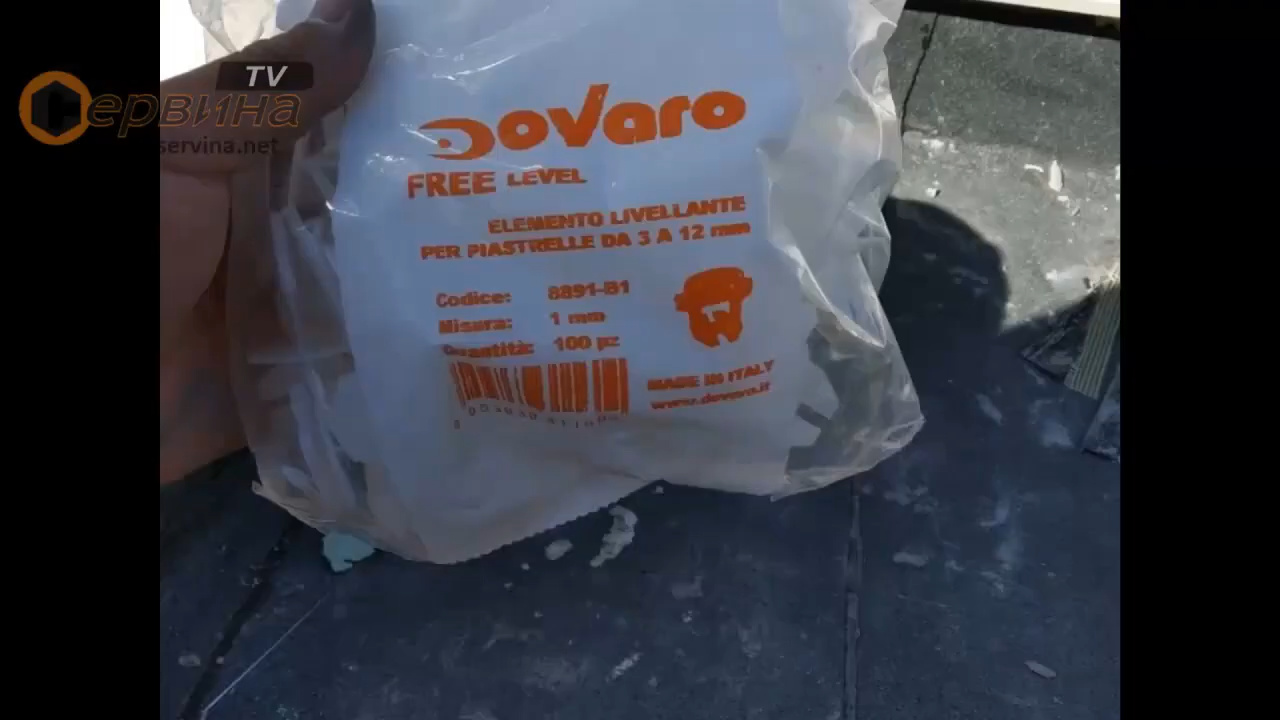 TV
Сервина
servina.net
Dovaro
FREE LEVEL
ELEMENTO LIVELLANTE
PER PIASTRELLE DA 3 A 12 mm
Codice: 8891-B1
Misura: 1 mm
Quantità: 100 pz
MADE IN ITALY
www.dovaro.it